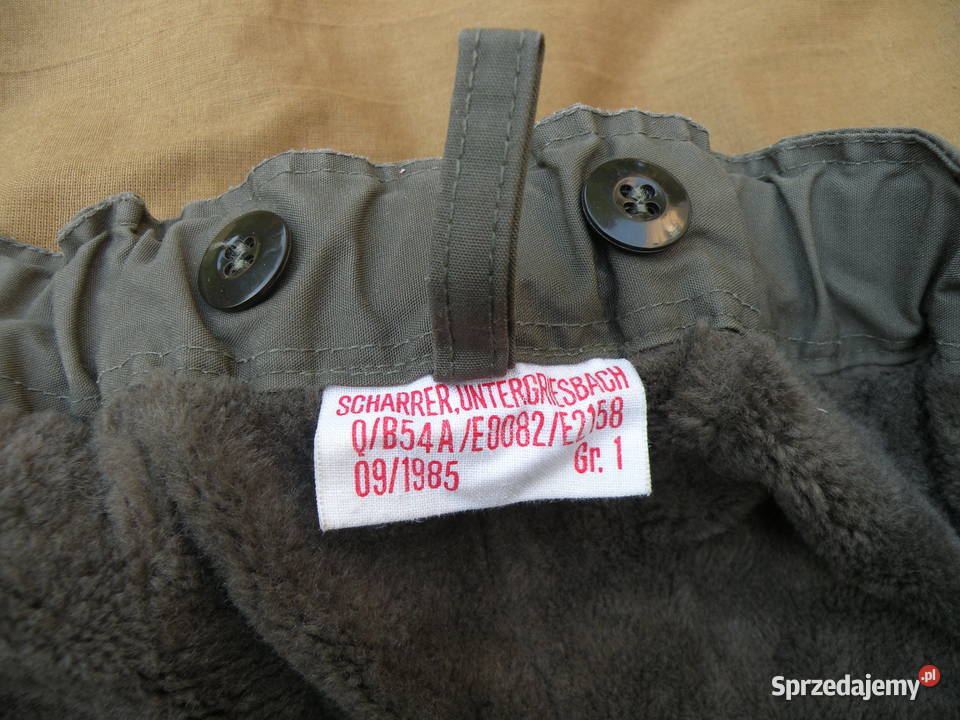 SCHARRER, UNTERGRIESBACH
Q/B54A/E0082/E2158
09/1985 Gr. 1
Sprzedajemy.pl